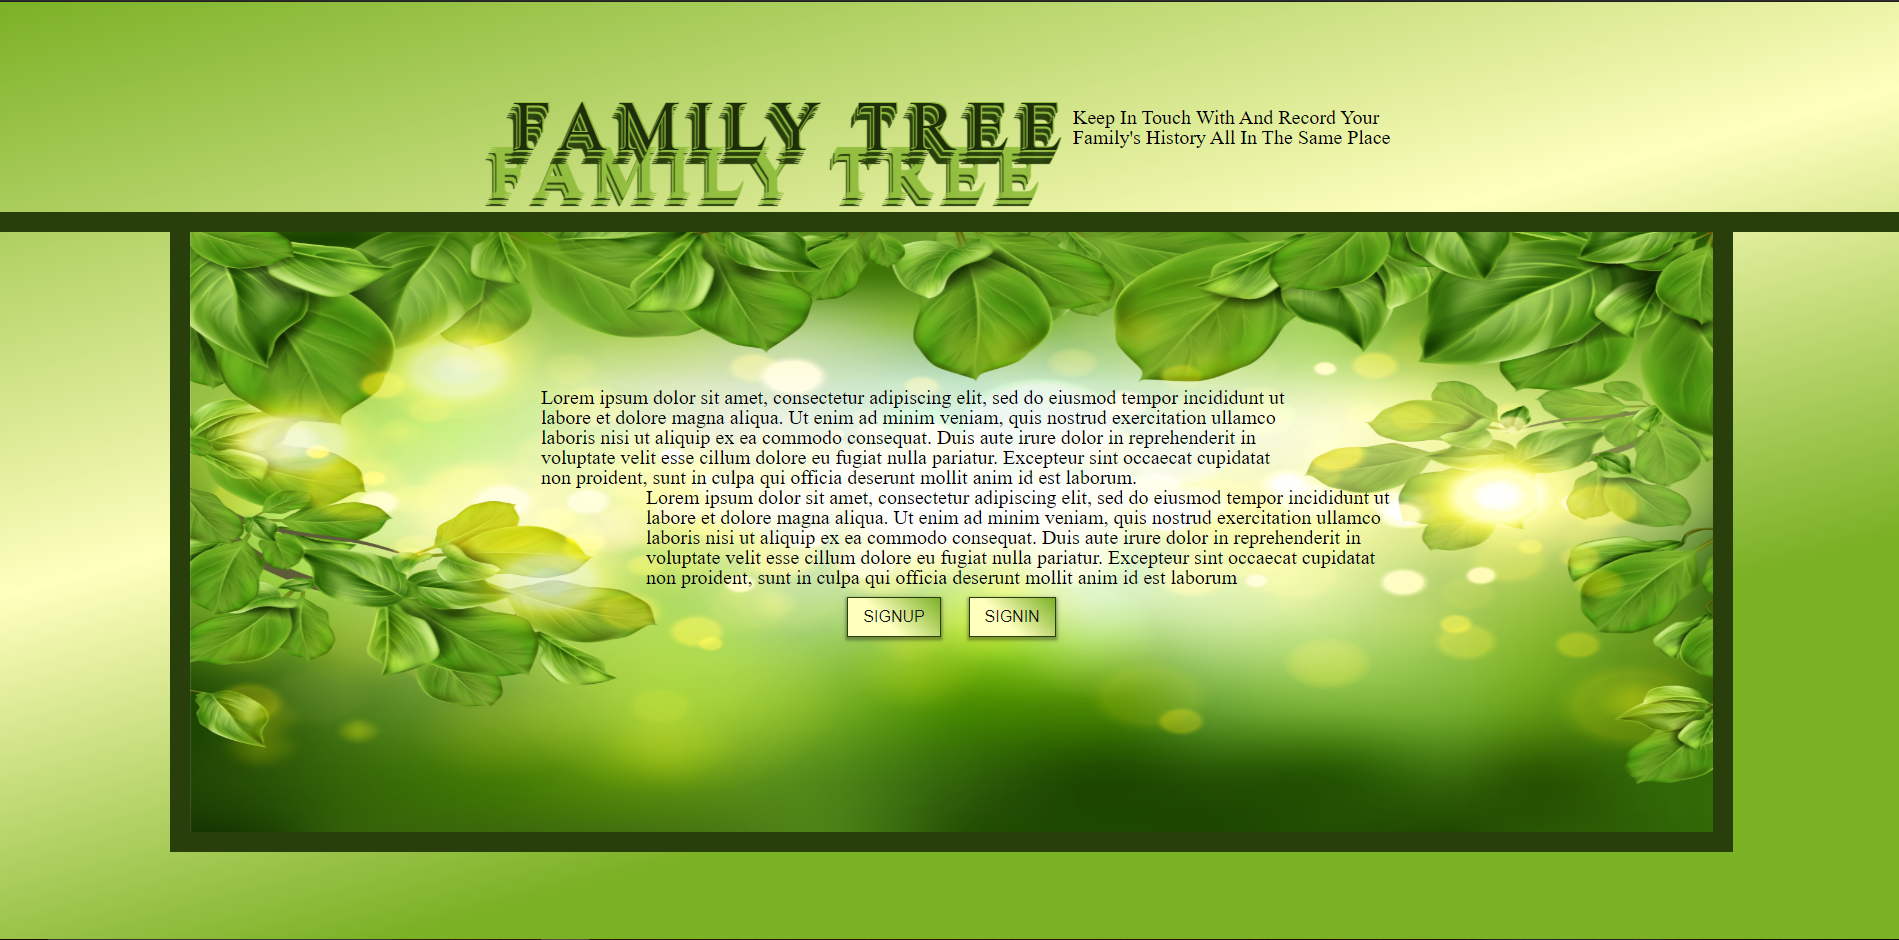 FAMILY TREE
FAMILY TREE
Keep In Touch With And Record Your
Family's History All In The Same Place
Lorem ipsum dolor sit amet, consectetur adipiscing elit, sed do eiusmod tempor incididunt ut
labore et dolore magna aliqua. Ut enim ad minim veniam, quis nostrud exercitation ullamco
laboris nisi ut aliquip ex ea commodo consequat. Duis aute irure dolor in reprehenderit in
voluptate velit esse cillum dolore eu fugiat nulla pariatur. Excepteur sint occaecat cupidatat
non proident, sunt in culpa qui officia deserunt mollit anim id est laborum.
Lorem ipsum dolor sit amet, consectetur adipiscing elit, sed do eiusmod tempor incididunt ut
labore et dolore magna aliqua. Ut enim ad minim veniam, quis nostrud exercitation ullamco
laboris nisi ut aliquip ex ea commodo consequat. Duis aute irure dolor in reprehenderit in
voluptate velit esse cillum dolore eu fugiat nulla pariatur. Excepteur sint occaecat cupidatat
non proident, sunt in culpa qui officia deserunt mollit anim id est laborum
SIGNUP SIGNIN